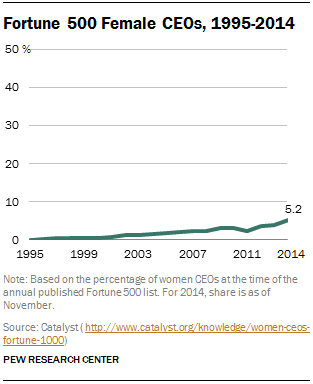 Fortune 500 Female CEOs, 1995-2014
50 %
40
30
20
10
0
5.2
1995 1999 2003 2007 2011 2014
Note: Based on the percentage of women CEOs at the time of the
annual published Fortune 500 list. For 2014, share is as of
November.
Source: Catalyst ( http://www.catalyst.org/knowledge/women-ceos-
fortune-1000)
PEW RESEARCH CENTER